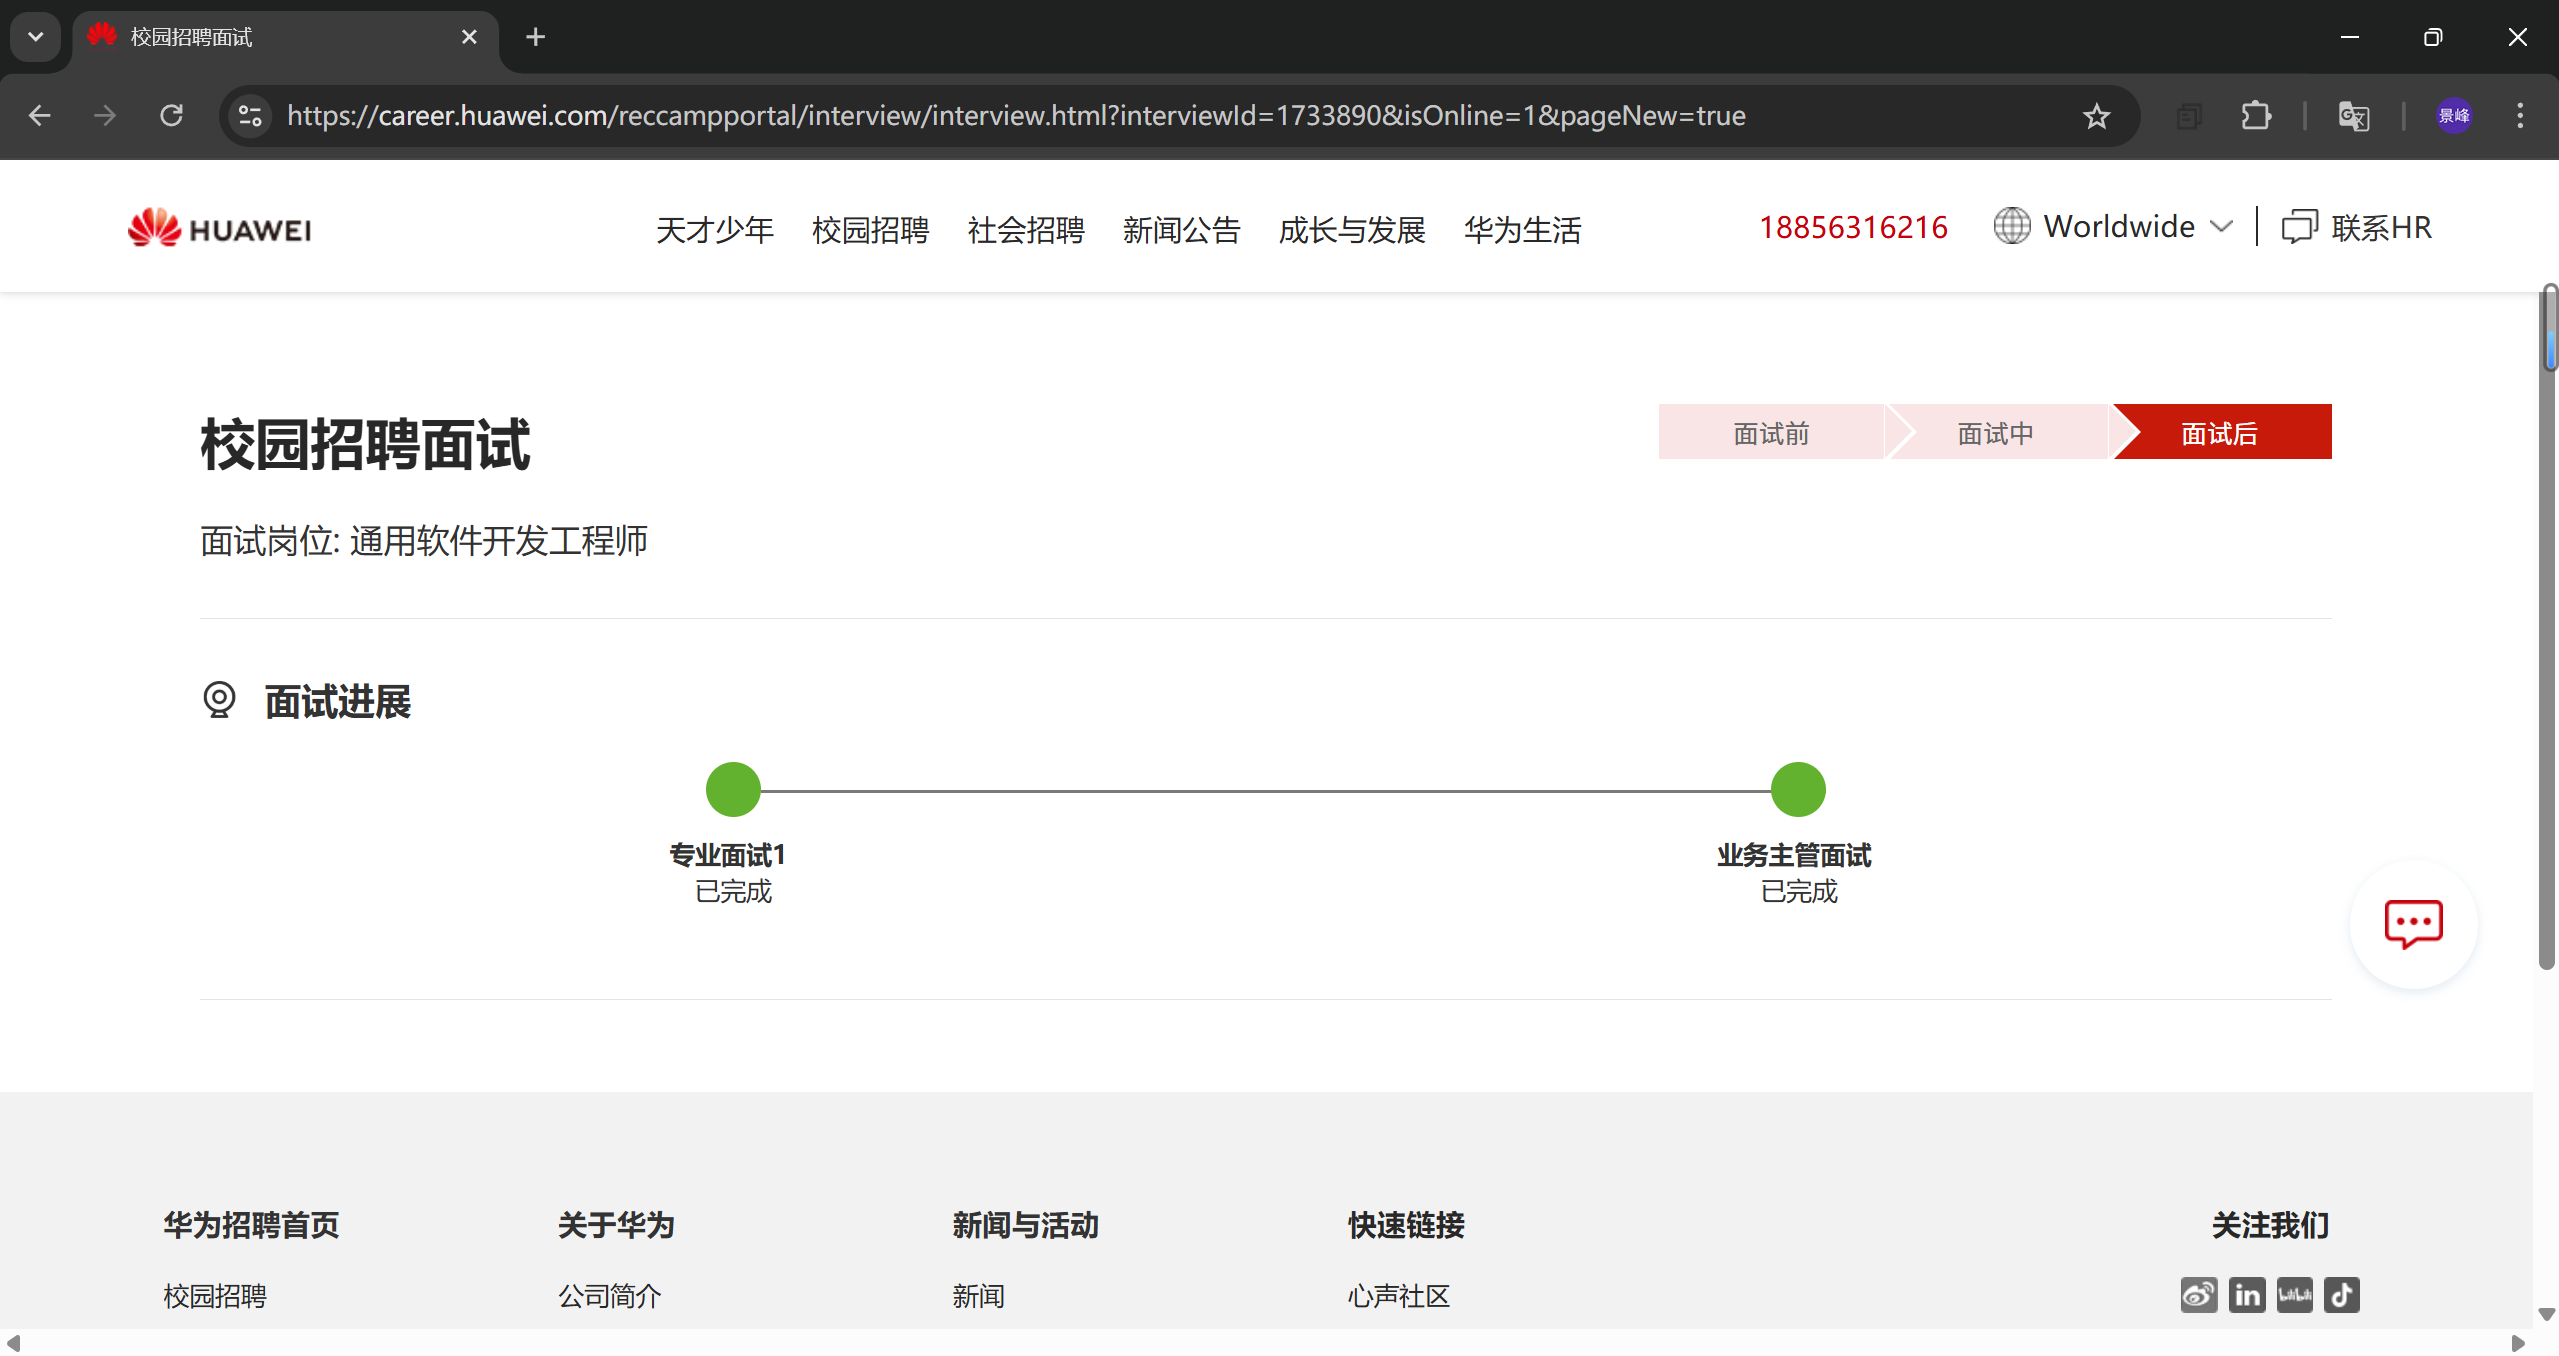 校园招聘面试
https://career.huawei.com/reccampportal/interview/interview.html?interviewId=1733890&isOnline=1&pageNew=true
景峰
HUAWEI
天才少年 校园招聘 社会招聘 新闻公告 成长与发展 华为生活
18856316216 Worldwide 联系HR
校园招聘面试
面试前 面试中 面试后
面试岗位: 通用软件开发工程师
面试进展
专业面试1 业务主管面试
已完成 已完成
华为招聘首页 关于华为 新闻与活动 快速链接 关注我们
校园招聘 公司简介 新闻 心声社区
in bilibili